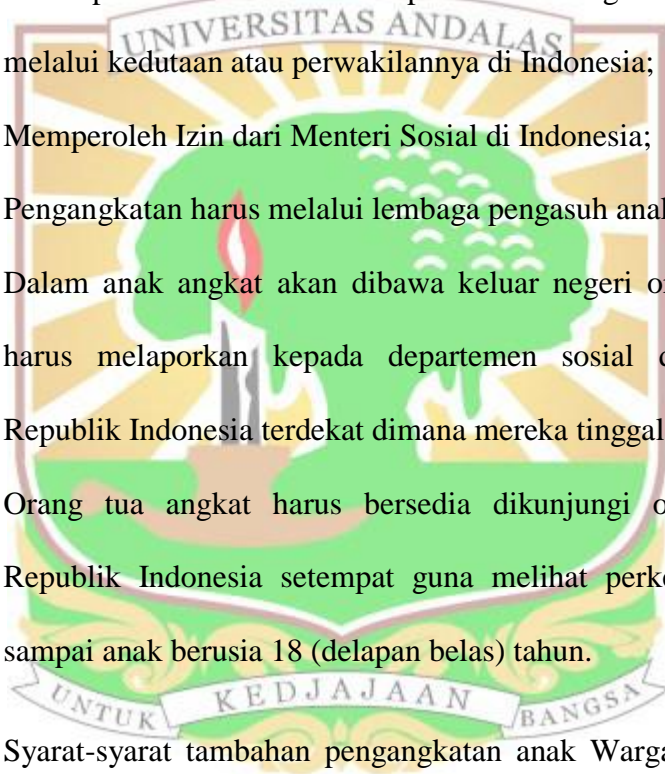 UNIVERSITAS ANDALAS
melalui kedutaan atau perwakilannya di Indonesia;
Memperoleh Izin dari Menteri Sosial di Indonesia;
Pengangkatan harus melalui lembaga pengasuh anak
Dalam anak angkat akan dibawa keluar negeri
harus melaporkan kepada departemen sosial
Republik Indonesia terdekat dimana mereka tinggal
Orang tua angkat harus bersedia dikunjungi
Republik Indonesia setempat guna melihat
sampai anak berusia 18 (delapan belas) tahun.
UNTUK KEDJAJAAN BANGSA
Syarat-syarat tambahan pengangkatan anak